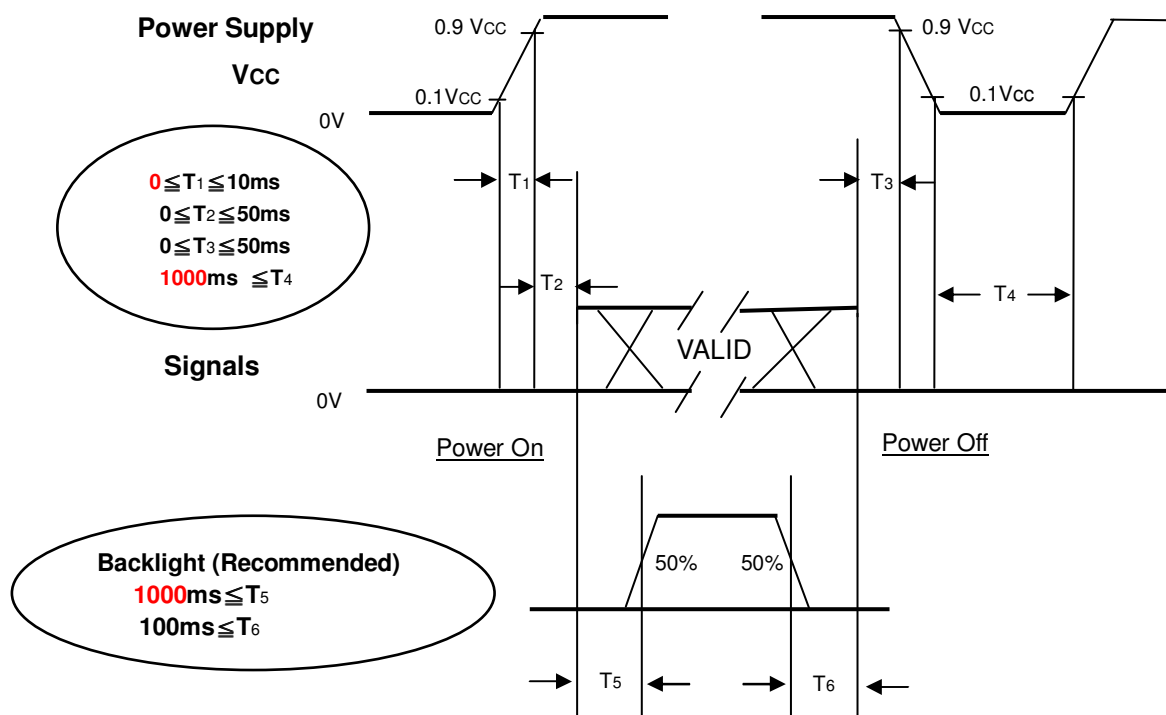 Power Supply
Vcc
0.9 Vcc
0.1Vcc
0V
0.9 Vcc
0.1Vcc
0≦T1≦10ms
0≦T2≦50ms
0≦T3≦50ms
1000ms ≦T4
T1
T2
T3
T4
Signals
VALID
0V
Power On
Power Off
Backlight (Recommended)
1000ms≦T5
100ms≦T6
50%
50%
T5
T6